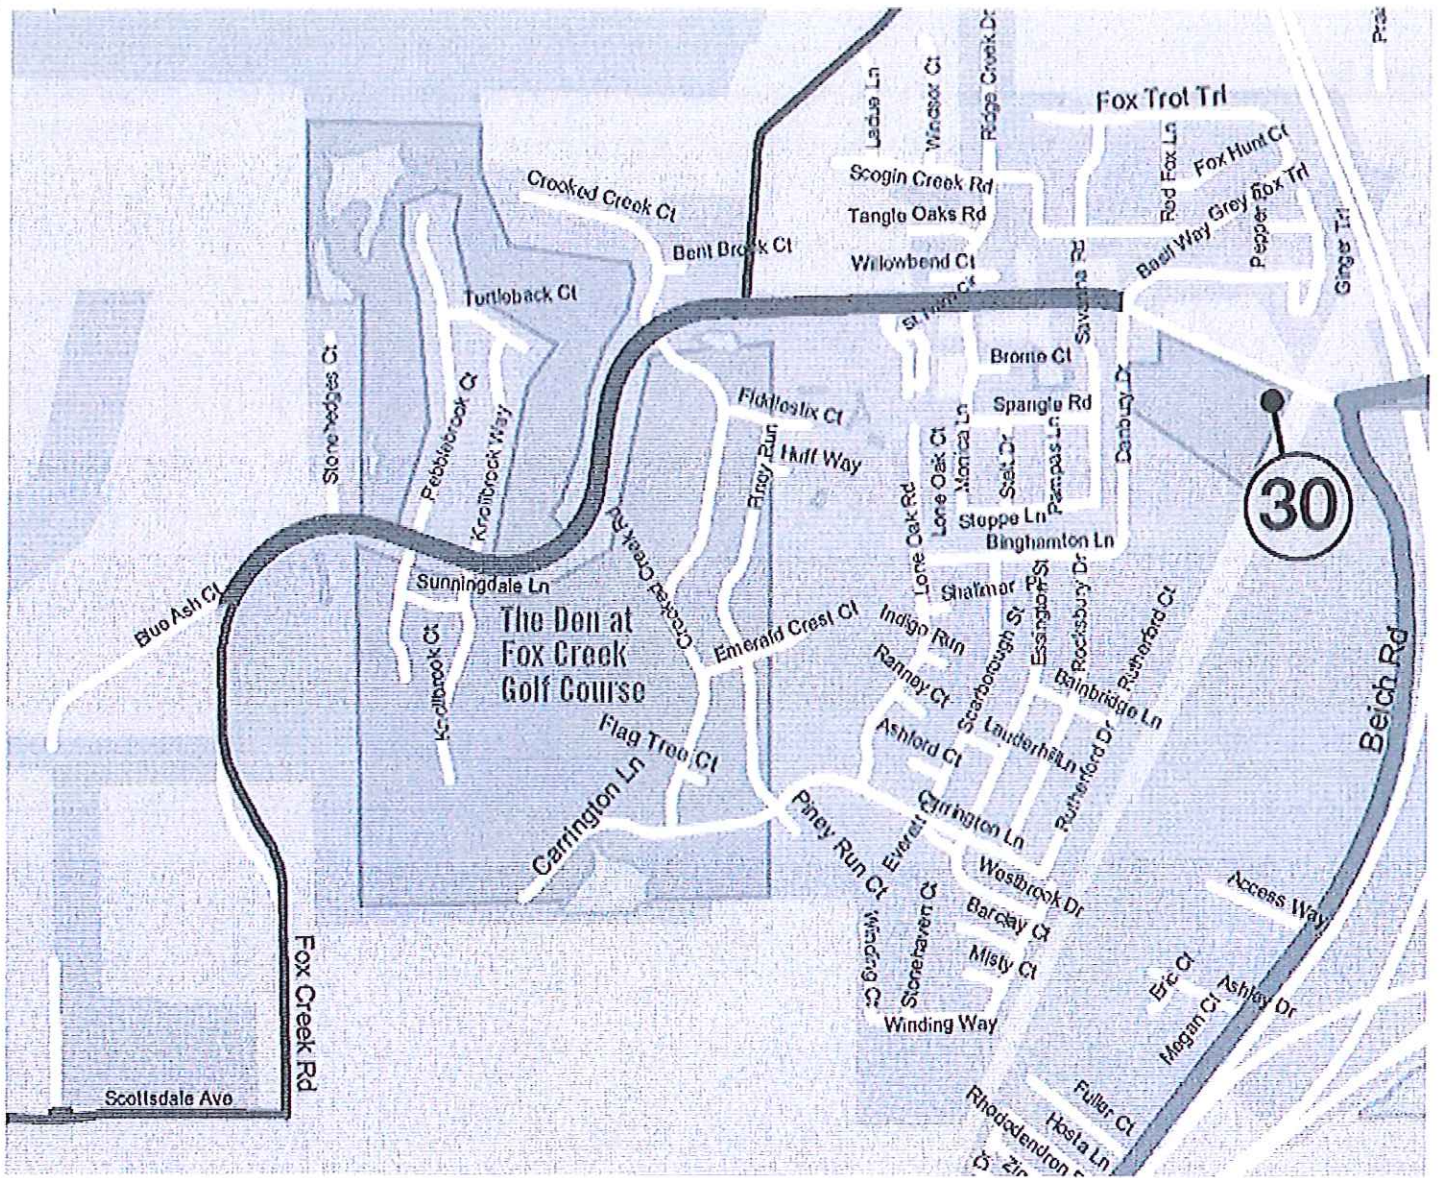 Ladue Ln
Windsor Ct
Ridge Creek Dr
Fox Trot Trl
Red Fox Ln
Fox Hunt Ct
Scogin Creek Rd
Crooked Creek Ct
Tangle Oaks Rd
Grey Fox Trl
Basil Way
Pepper
Ginger Trl
Bent Brook Ct
Willowbend Ct
Savanna Rd
Turtleback Ct
Stonehedges Ct
Bronte Ct
Pebblebrook Ct
Knollbrook Way
Fiddlestix Ct
Spangle Rd
Danbury Dr
Piney Run
Huff Way
Lone Oak Rd
Lone Oak Ct
Monica Ln
Pampas Ln
30
Steppe Ln
Binghamton Ln
Crooked Creek Rd
Blue Ash Ct
Sunningdale Ln
Shalimar Pl
The Den at
Fox Creek
Golf Course
Emerald Crest Ct
Indigo Run
Essington St
Rocksbury Dr
Rutherford Ct
Knollbrook Ct
Ranney Ct
Scarborough St
Bainbridge Ln
Beich Rd
Flag Tree Ct
Ashford Ct
Lauderhill Ln
Rutherford Dr
Carrington Ln
Carrington Ln
Everett Ct
Piney Run Ct
Westbrook Dr
Access Way
Winding Ct
Stonehaven Ct
Barclay Ct
Misty Ct
Eric Ct
Ashley Dr
Megan Ct
Fox Creek Rd
Winding Way
Scottsdale Ave
Fuller Ct
Hosta Ln
Rhododendron